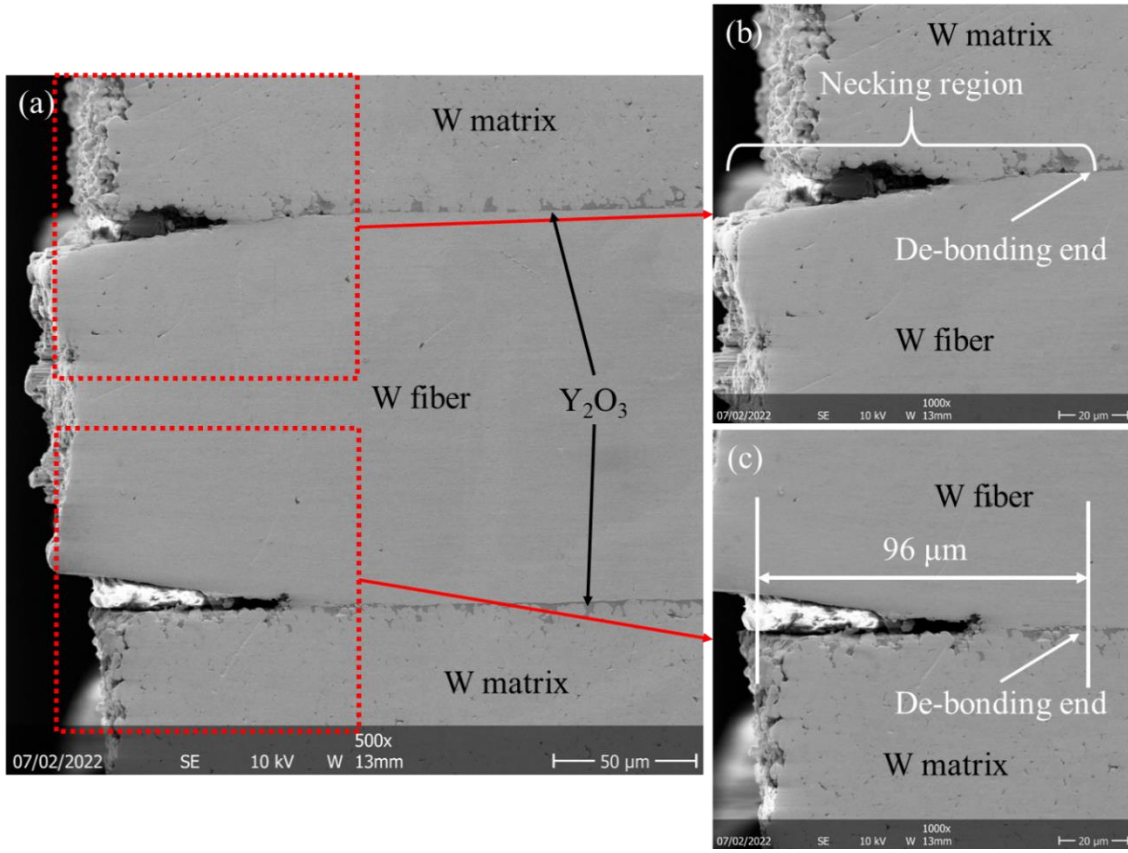 (a)
W matrix
W fiber
Y₂O₃
W matrix
500x
07/02/2022 SE 10 kV W 13mm 50 µm
(b)
W matrix
Necking region
De-bonding end
W fiber
1000x
07/02/2022 SE 10 kV W 13mm 20 µm
(c)
W fiber
96 µm
De-bonding end
W matrix
1000x
07/02/2022 SE 10 kV W 13mm 20 µm